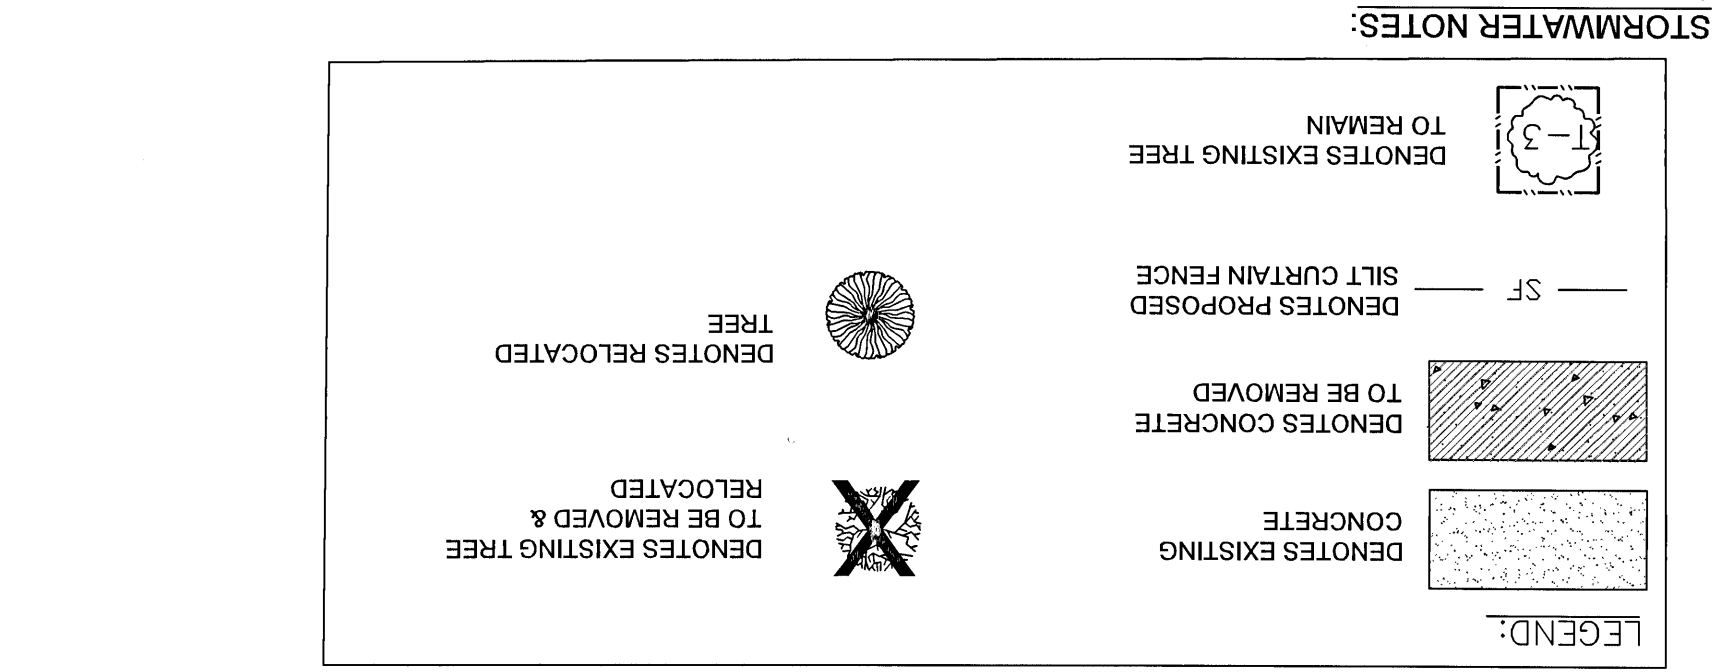 LEGEND:
DENOTES EXISTING
CONCRETE
DENOTES CONCRETE
TO BE REMOVED
SF
DENOTES PROPOSED
SILT CURTAIN FENCE
T-3
DENOTES EXISTING TREE
TO REMAIN
DENOTES EXISTING TREE
TO BE REMOVED &
RELOCATED
DENOTES RELOCATED
TREE
STORMWATER NOTES: